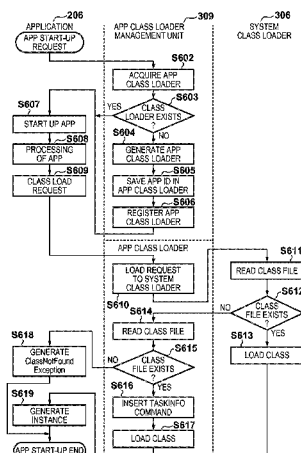 APPLICATION
206
APP CLASS LOADER
MANAGEMENT UNIT
309
SYSTEM
CLASS LOADER
306
APP START-UP
REQUEST
S602
ACQUIRE APP
CLASS LOADER
S603
CLASS
LOADER EXISTS
?
YES
NO
S607
START UP APP
S608
PROCESSING
OF APP
S609
CLASS LOAD
REQUEST
S604
GENERATE APP
CLASS LOADER
S605
SAVE APP ID IN
APP CLASS LOADER
S606
REGISTER APP
CLASS LOADER
APP CLASS LOADER
LOAD REQUEST
TO SYSTEM
CLASS LOADER
S610
S611
READ CLASS FILE
S612
CLASS
FILE EXISTS
?
NO
YES
S613
LOAD CLASS
S614
READ CLASS FILE
S615
CLASS
FILE EXISTS
?
NO
YES
S616
INSERT TASKINFO
COMMAND
S617
LOAD CLASS
S618
GENERATE
ClassNotFound
Exception
S619
GENERATE
INSTANCE
APP START-UP END